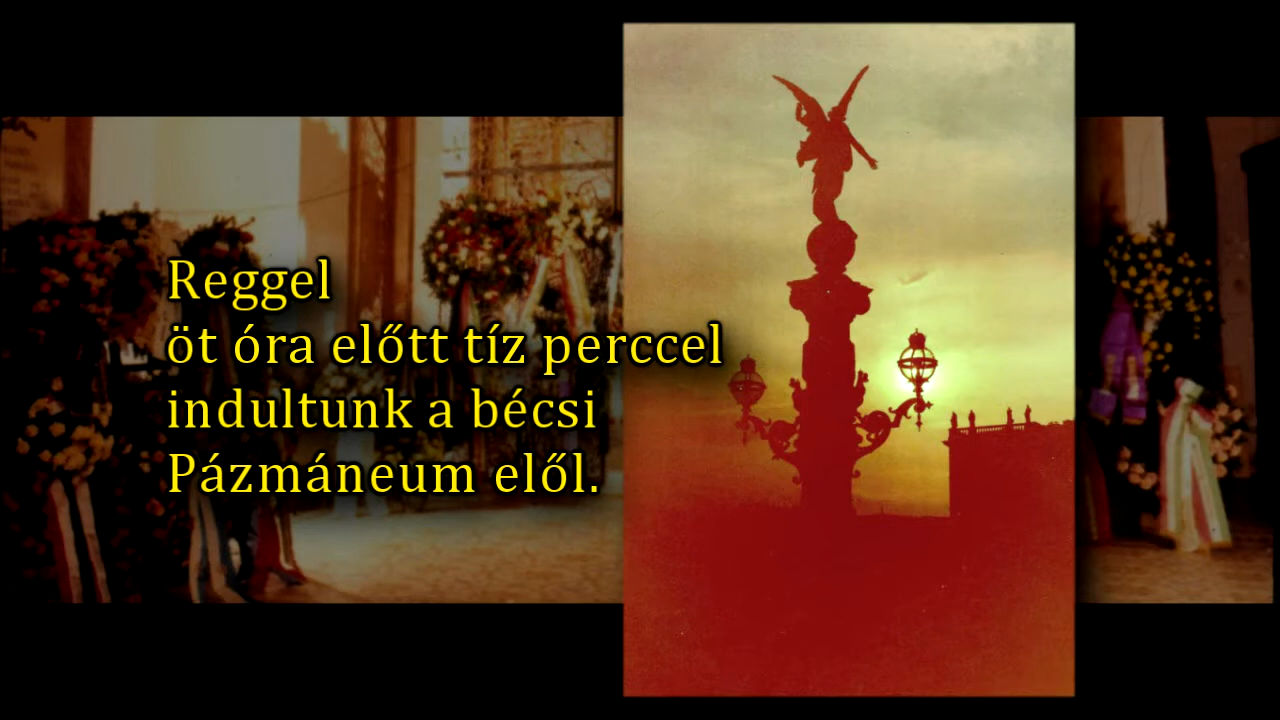 Reggel
öt óra előtt tíz perccel
indultunk a bécsi
Pázmáneum elől.